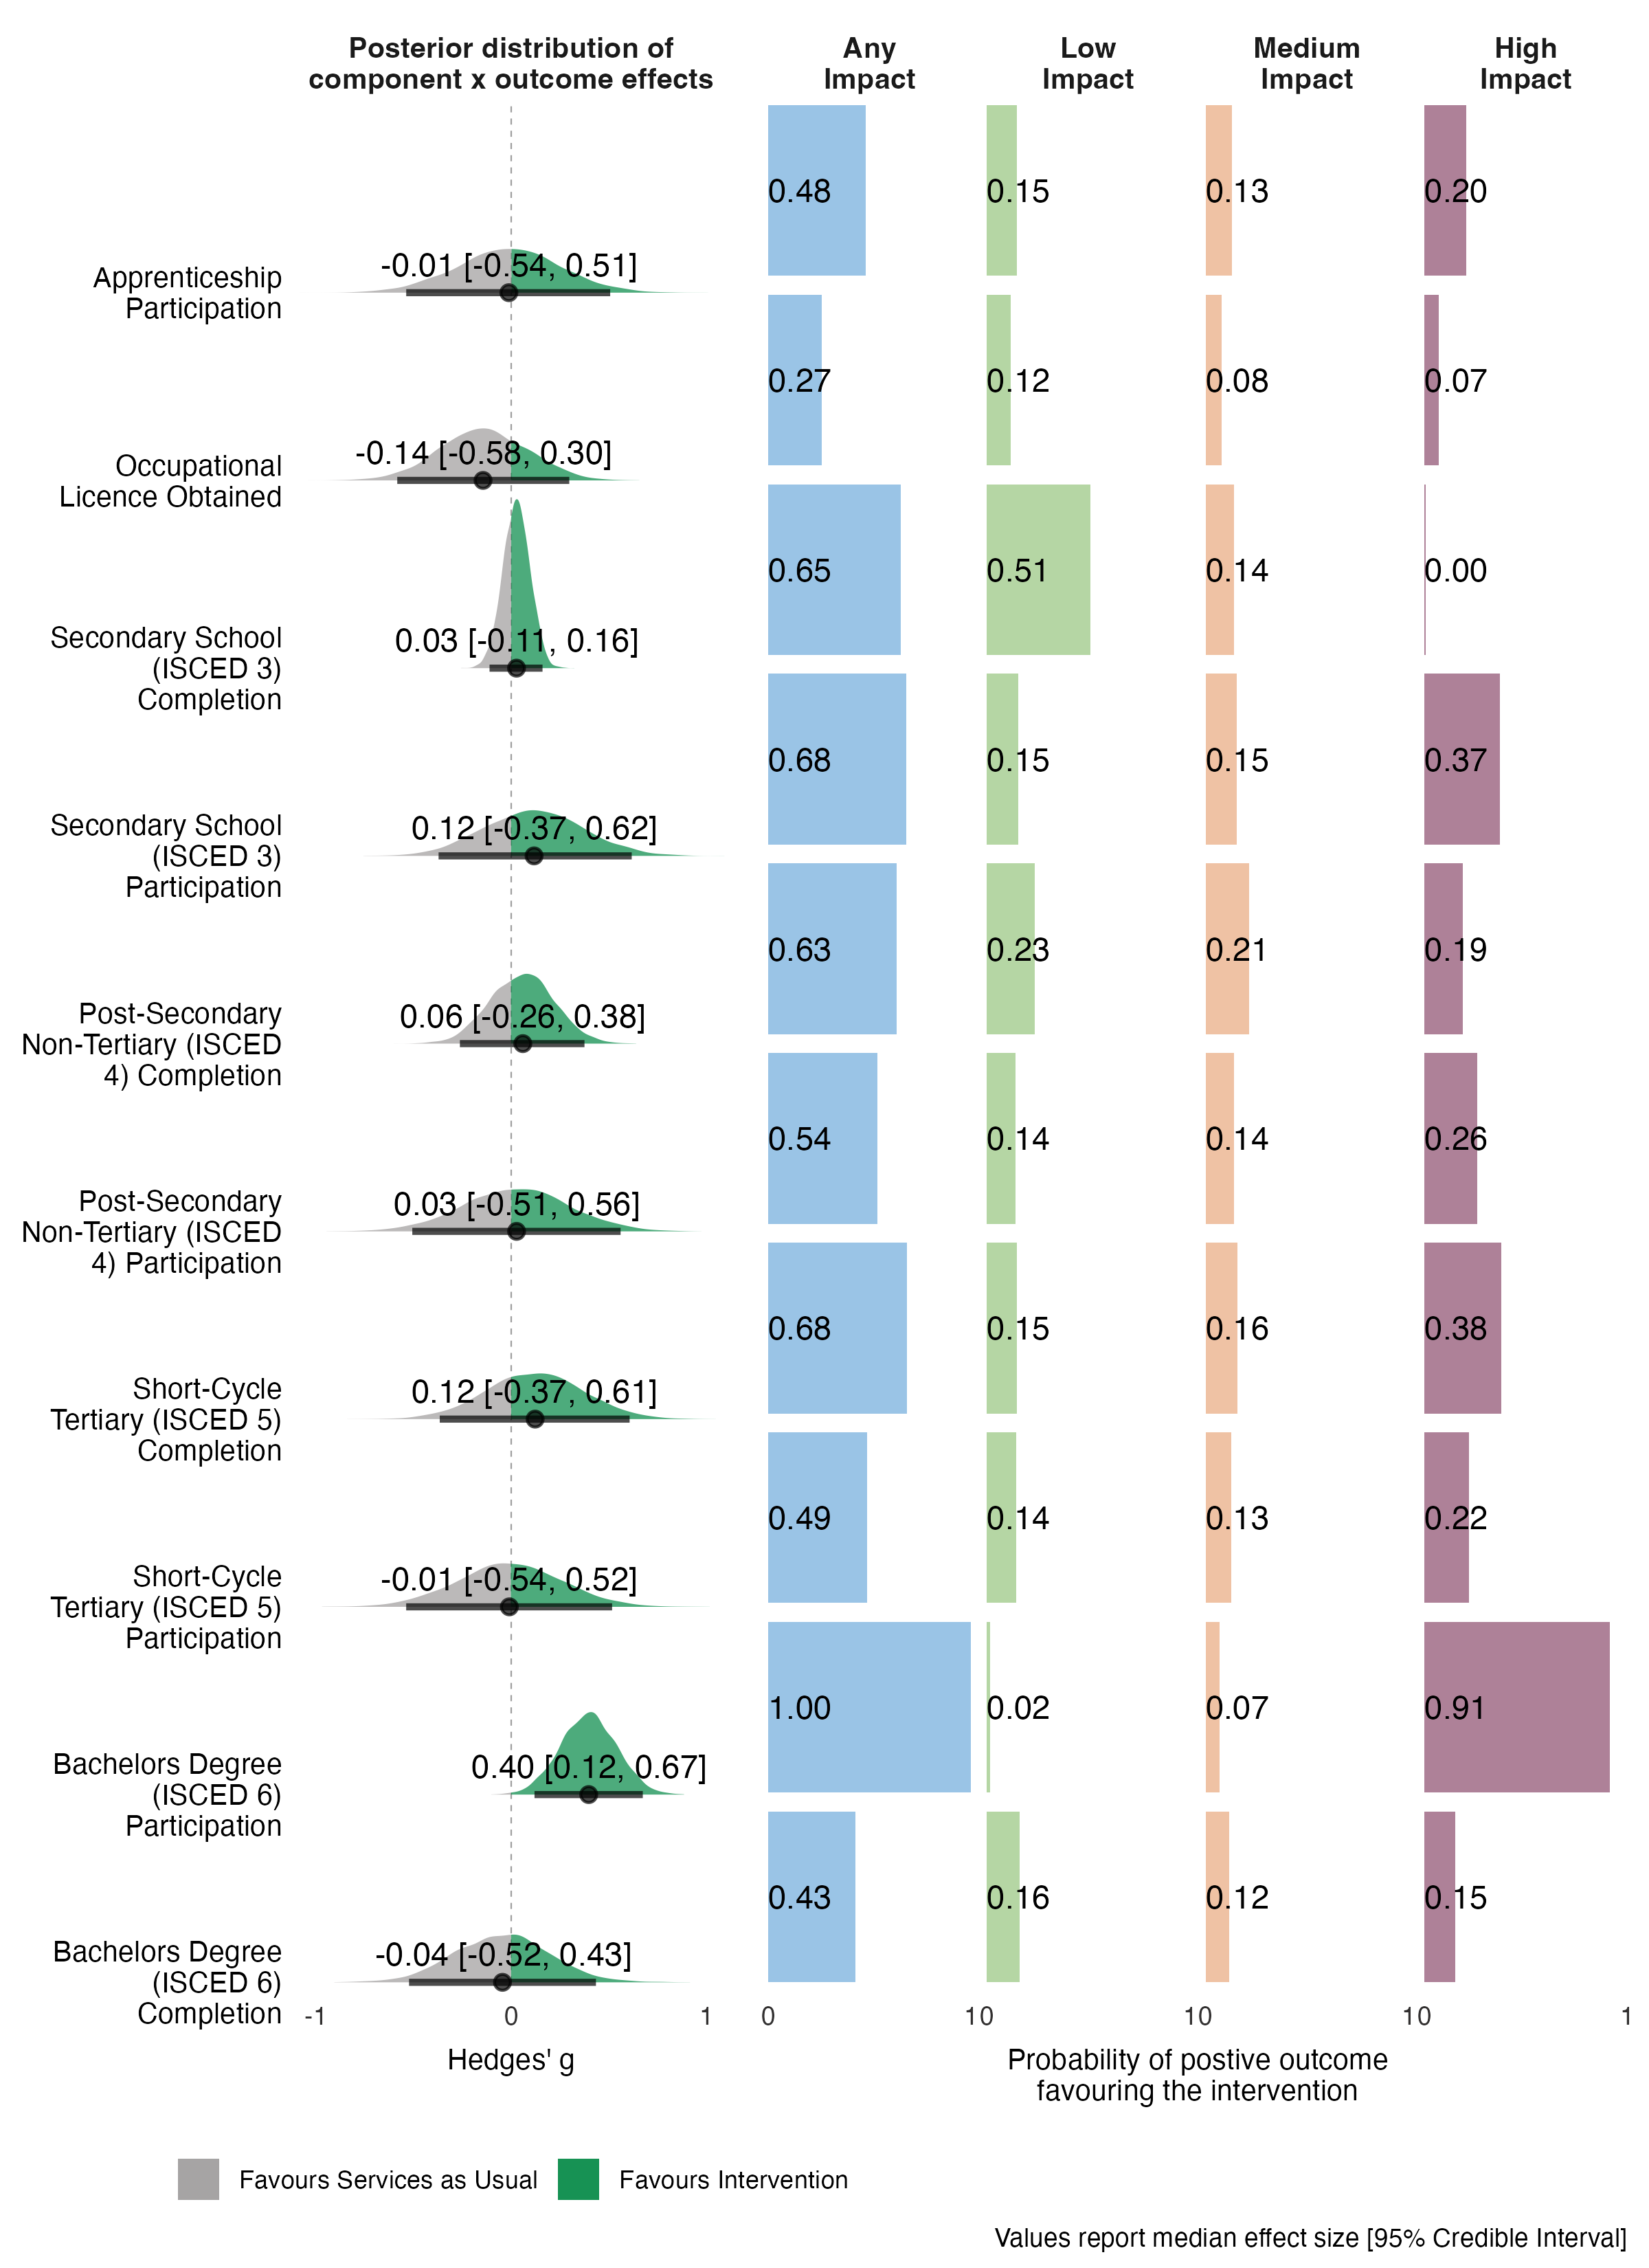 Posterior distribution of
component x outcome effects
Any
Impact
Low
Impact
Medium
Impact
High
Impact
Apprenticeship
Participation
-0.01 [-0.54, 0.51]
0.48
0.15
0.13
0.20
Occupational
Licence Obtained
-0.14 [-0.58, 0.30]
0.27
0.12
0.08
0.07
Secondary School
(ISCED 3)
Completion
0.03 [-0.11, 0.16]
0.65
0.51
0.14
0.00
Secondary School
(ISCED 3)
Participation
0.12 [-0.37, 0.62]
0.68
0.15
0.15
0.37
Post-Secondary
Non-Tertiary (ISCED
4) Completion
0.06 [-0.26, 0.38]
0.63
0.23
0.21
0.19
Post-Secondary
Non-Tertiary (ISCED
4) Participation
0.03 [-0.51, 0.56]
0.54
0.14
0.14
0.26
Short-Cycle
Tertiary (ISCED 5)
Completion
0.12 [-0.37, 0.61]
0.68
0.15
0.16
0.38
Short-Cycle
Tertiary (ISCED 5)
Participation
-0.01 [-0.54, 0.52]
0.49
0.14
0.13
0.22
Bachelors Degree
(ISCED 6)
Participation
0.40 [0.12, 0.67]
1.00
0.02
0.07
0.91
Bachelors Degree
(ISCED 6)
Completion
-0.04 [-0.52, 0.43]
0.43
0.16
0.12
0.15
-1 0 1
0 10 10 10 1
Hedges' g
Probability of postive outcome
favouring the intervention
Favours Services as Usual
Favours Intervention
Values report median effect size [95% Credible Interval]